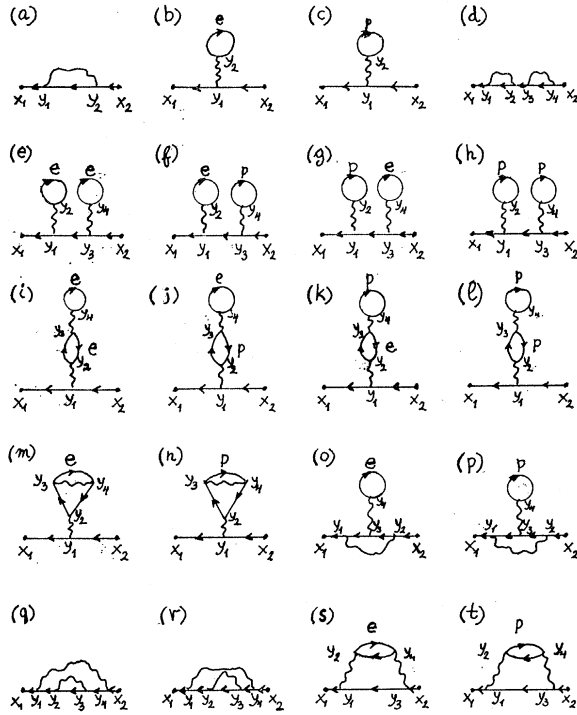 (a) (b) (c) (d)
e p
y₂ y₂
x₁ y₁ y₂ x₂ x₁ y₁ x₂ x₁ y₁ x₂ x₁ y₁ y₂ y₃ y₄ x₂
(e) (f) (g) (h)
e e e p p e p p
y₂ y₄ y₂ y₄ y₂ y₄ y₂ y₄
x₁ y₁ y₃ x₂ x₁ y₁ y₃ x₂ x₁ y₁ y₃ x₂ x₁ y₁ y₃ x₂
(i) (j) (k) (l)
e e p p
y₄ y₄ y₄ y₄
y₃ y₃ y₃ y₃
e p e p
y₂ y₂ y₂ y₂
x₁ y₁ x₂ x₁ y₁ x₂ x₁ y₁ x₂ x₁ y₁ x₂
(m) (n) (o) (p)
e p e p
y₃ y₄ y₃ y₄ y₄ y₄
y₂ y₂ y₁ y₃ y₂ y₁ y₃ y₂
x₁ y₁ x₂ x₁ y₁ x₂ x₁ x₂ x₁ x₂
(q) (r) (s) (t)
e p
y₂ y₄ y₂ y₄
x₁ y₁ y₂ y₃ y₄ x₂ x₁ y₁ y₂ y₃ y₄ x₂ x₁ y₁ y₃ x₂ x₁ y₁ y₃ x₂